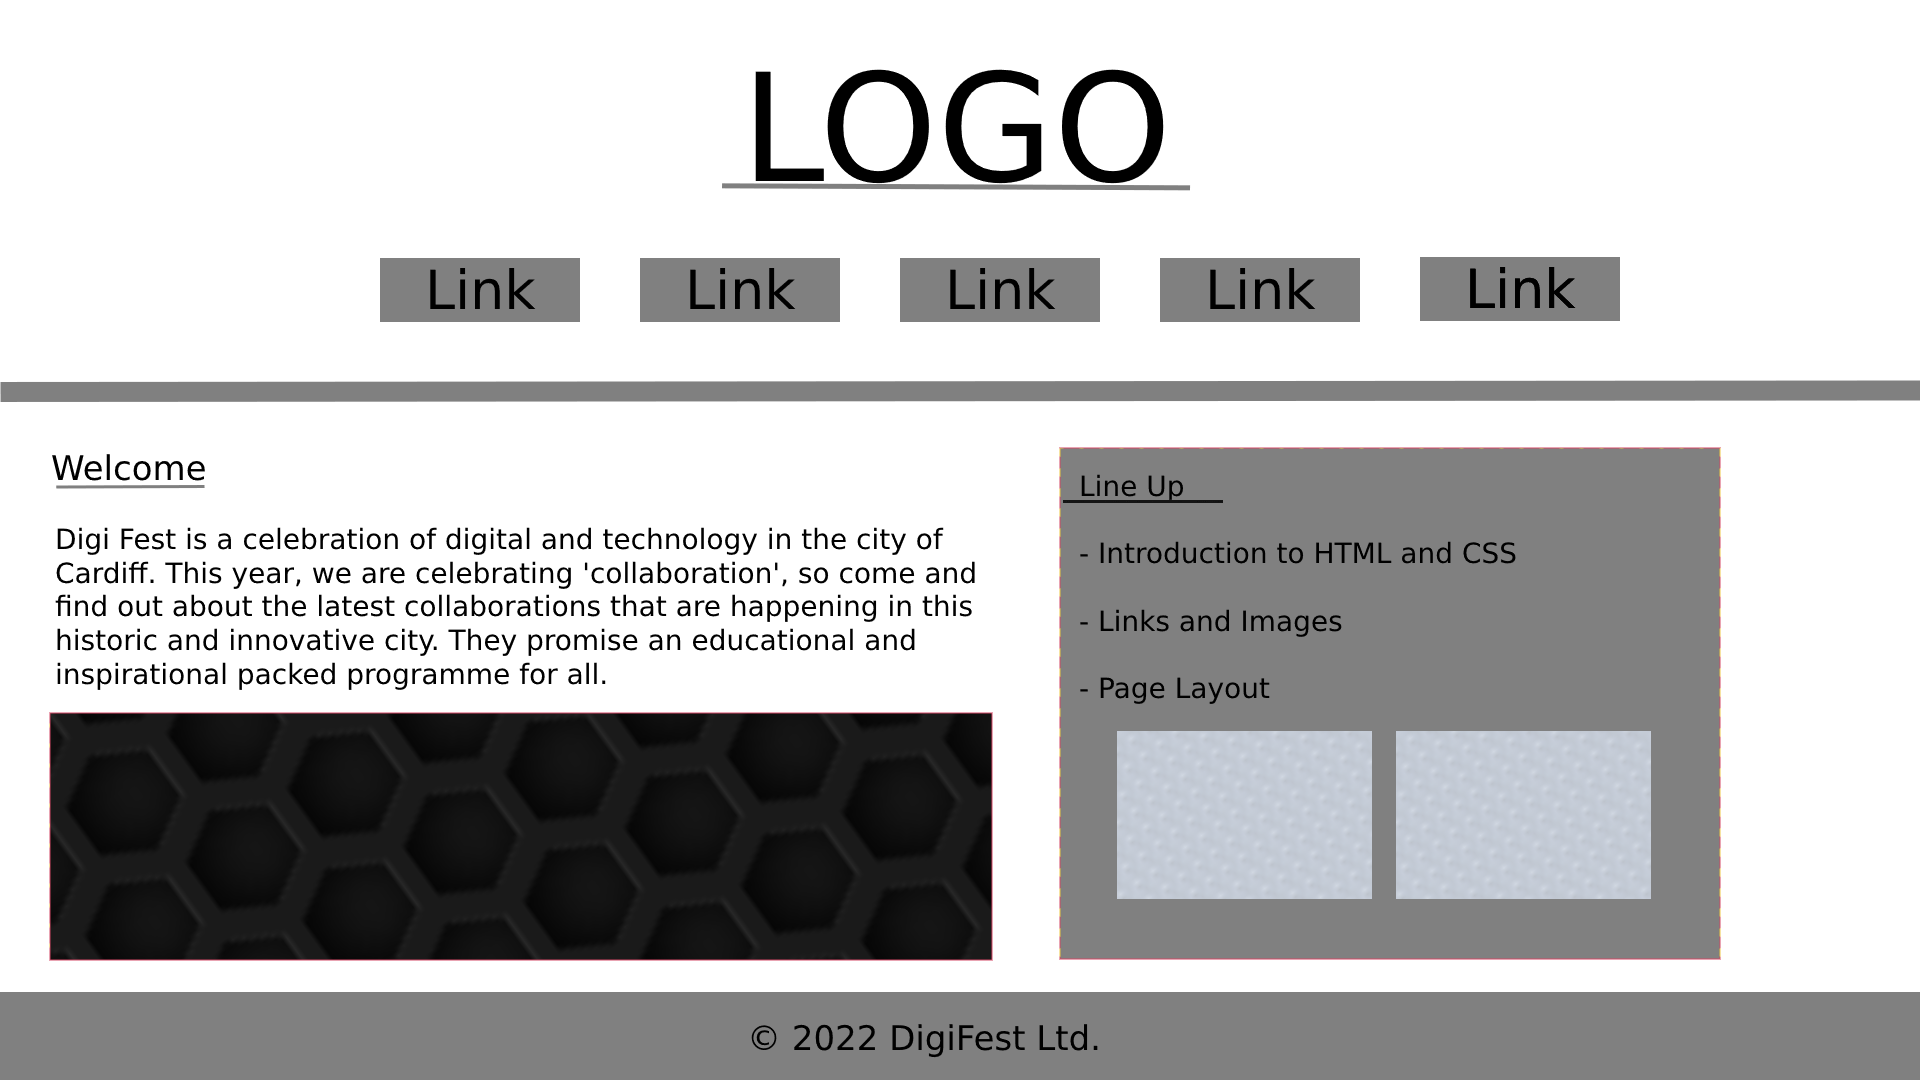 LOGO
Link Link Link Link Link
Welcome
Digi Fest is a celebration of digital and technology in the city of
Cardiff. This year, we are celebrating 'collaboration', so come and
find out about the latest collaborations that are happening in this
historic and innovative city. They promise an educational and
inspirational packed programme for all.
Line Up
- Introduction to HTML and CSS
- Links and Images
- Page Layout
© 2022 DigiFest Ltd.